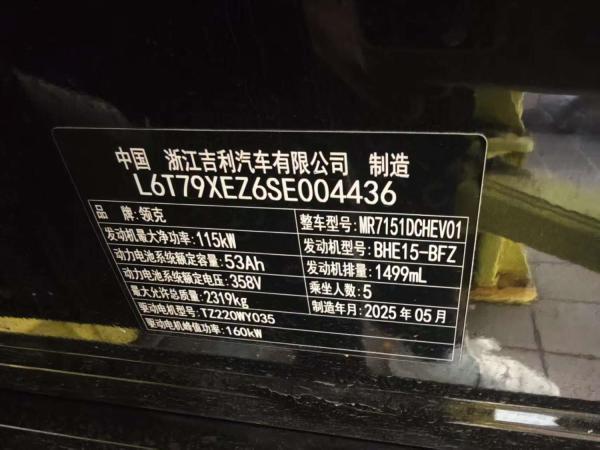 中国 浙江吉利汽车有限公司 制造
L6T79XEZ6SE004436
品 牌:领克 整车型号:MR7151DCHEV01
发动机最大净功率:115kW 发动机型号:BHE15-BFZ
动力电池系统额定容量:53Ah 发动机排量:1499mL
动力电池系统额定电压:358V 乘坐人数:5
最大允许总质量:2319kg 制造年月:2025年05月
驱动电机型号:TZ220WY035
驱动电机峰值功率:160kW